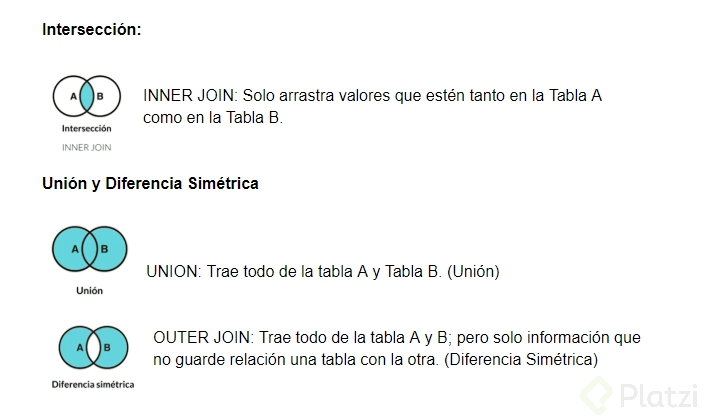 Intersección:
A B
INNER JOIN: Solo arrastra valores que estén tanto en la Tabla A
como en la Tabla B.
Intersección
INNER JOIN
Unión y Diferencia Simétrica
A B
UNION: Trae todo de la tabla A y Tabla B. (Unión)
Unión
A B
OUTER JOIN: Trae todo de la tabla A y B; pero solo información que
no guarde relación una tabla con la otra. (Diferencia Simétrica)
Diferencia simétrica
Platzi